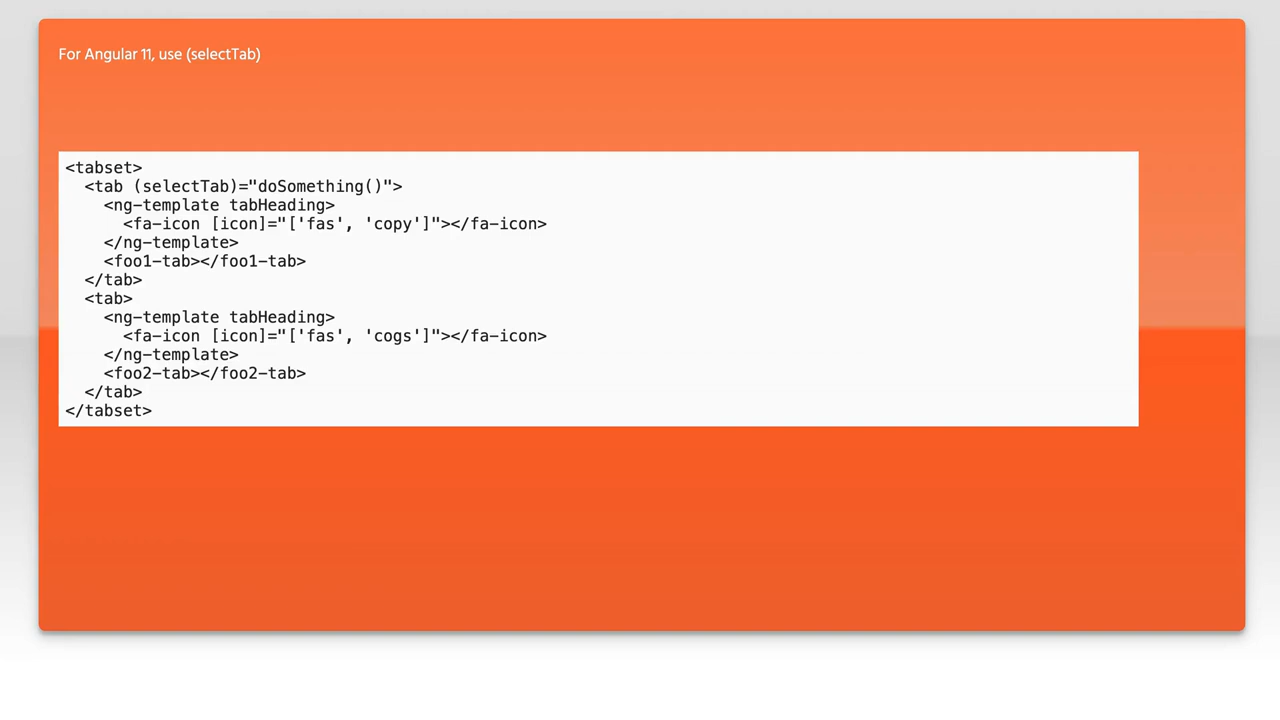 For Angular 11, use (selectTab)
<tabset>
  <tab (selectTab)="doSomething()">
    <ng-template tabHeading>
      <fa-icon [icon]="['fas', 'copy']"></fa-icon>
    </ng-template>
    <foo1-tab></foo1-tab>
  </tab>
  <tab>
    <ng-template tabHeading>
      <fa-icon [icon]="['fas', 'cogs']"></fa-icon>
    </ng-template>
    <foo2-tab></foo2-tab>
  </tab>
</tabset>